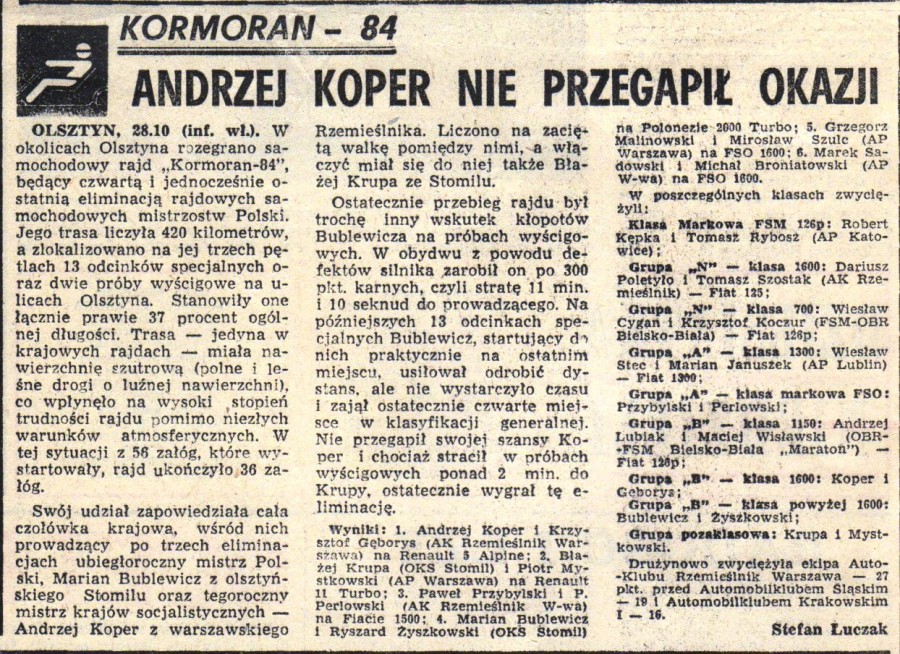 KORMORAN – 84
ANDRZEJ KOPER NIE PRZEGAPIŁ OKAZJI
OLSZTYN, 28.10 (inf. wł.). W
okolicach Olsztyna rozegrano sa-
mochodowy rajd „Kormoran-84”,
będący czwartą i jednocześnie o-
statnią eliminacją rajdowych sa-
mochodowych mistrzostw Polski.
Jego trasa liczyła 420 kilometrów,
a zlokalizowano na jej trzech pę-
tlach 13 odcinków specjalnych o-
raz dwie próby wyścigowe na u-
licach Olsztyna. Stanowiły one
łącznie prawie 37 procent ogól-
nej długości. Trasa — jedyna w
krajowych rajdach — miała na-
wierzchnię szutrową (polne i le-
śne drogi o luźnej nawierzchni),
co wpłynęło na wysoki stopień
trudności rajdu pomimo niezłych
warunków atmosferycznych. W
tej sytuacji z 56 załóg, które wy-
startowały, rajd ukończyło 36 za-
łóg.
Swój udział zapowiedziała cała
czołówka krajowa, wśród nich
prowadzący po trzech elimina-
cjach ubiegłoroczny mistrz Pol-
ski, Marian Bublewicz z olsztyń-
skiego Stomilu oraz tegoroczny
mistrz krajów socjalistycznych —
Andrzej Koper z warszawskiego
Rzemieślnika. Liczono na zacię-
tą walkę pomiędzy nimi, a włą-
czyć miał się do niej także Bła-
żej Krupa ze Stomilu.
Ostatecznie przebieg rajdu był
trochę inny wskutek kłopotów
Bublewicza na próbach wyścigo-
wych. W obydwu z powodu de-
fektów silnika zarobił on po 300
pkt. karnych, czyli stratę 11 min.
i 10 seknud do prowadzącego. Na
późniejszych 13 odcinkach spe-
cjalnych Bublewicz, startujący do
nich praktycznie na ostatnim
miejscu, usiłował odrobić dy-
stans, ale nie wystarczyło czasu
i zajął ostatecznie czwarte miej-
sce w klasyfikacji generalnej.
Nie przegapił swojej szansy Ko-
per i chociaż stracił w próbach
wyścigowych ponad 2 min. do
Krupy, ostatecznie wygrał tę e-
liminację.
Wyniki: 1. Andrzej Koper i Krzy-
sztof Gęborys (AK Rzemieślnik War-
szawa) na Renault 5 Alpine; 2. Bła-
żej Krupa (OKS Stomil) i Piotr My-
stkowski (AP Warszawa) na Renault
11 Turbo; 3. Paweł Przybylski i P.
Perlowski (AK Rzemieślnik W-wa)
na Fiacie 1500; 4. Marian Bublewicz
i Ryszard Żyszkowski (OKS Stomil)
na Polonezie 2000 Turbo; 5. Grzegorz
Malinowski i Mirosław Szulc (AP
Warszawa) na FSO 1600; 6. Marek Sa-
dowski i Michał Broniatowski (AP
W-wa) na FSO 1600.
W poszczególnych klasach zwycię-
żyli:
Klasa Markowa FSM 126p: Robert
Kępka i Tomasz Rybosz (AP Kato-
wice);
Grupa „N” — klasa 1600: Dariusz
Poletyło i Tomasz Szostak (AK Rze-
mieślnik) — Fiat 125;
Grupa „N” — klasa 700: Wiesław
Cygan i Krzysztof Koczur (FSM-OBR
Bielsko-Biała) — Fiat 126p;
Grupa „A” — klasa 1300: Wiesław
Stec i Marian Januszek (AP Lublin)
— Fiat 1300;
Grupa „A” — klasa markowa FSO:
Przybylski i Perlowski;
Grupa „B” — klasa 1150: Andrzej
Lubiak i Maciej Wisławski (OBR-
-FSM Bielsko-Biała „Maraton”) —
Fiat 126p;
Grupa „B” — klasa 1600: Koper i
Gęborys;
Grupa „B” — klasa powyżej 1600:
Bublewicz i Żyszkowski;
Grupa pozaklasowa: Krupa i Myst-
kowski.
Drużynowo zwyciężyła ekipa Auto-
-Klubu Rzemieślnik Warszawa — 27
pkt. przed Automobilklubem Śląskim
— 19 i Automobilklubem Krakowskim
I — 16.
Stefan Łuczak